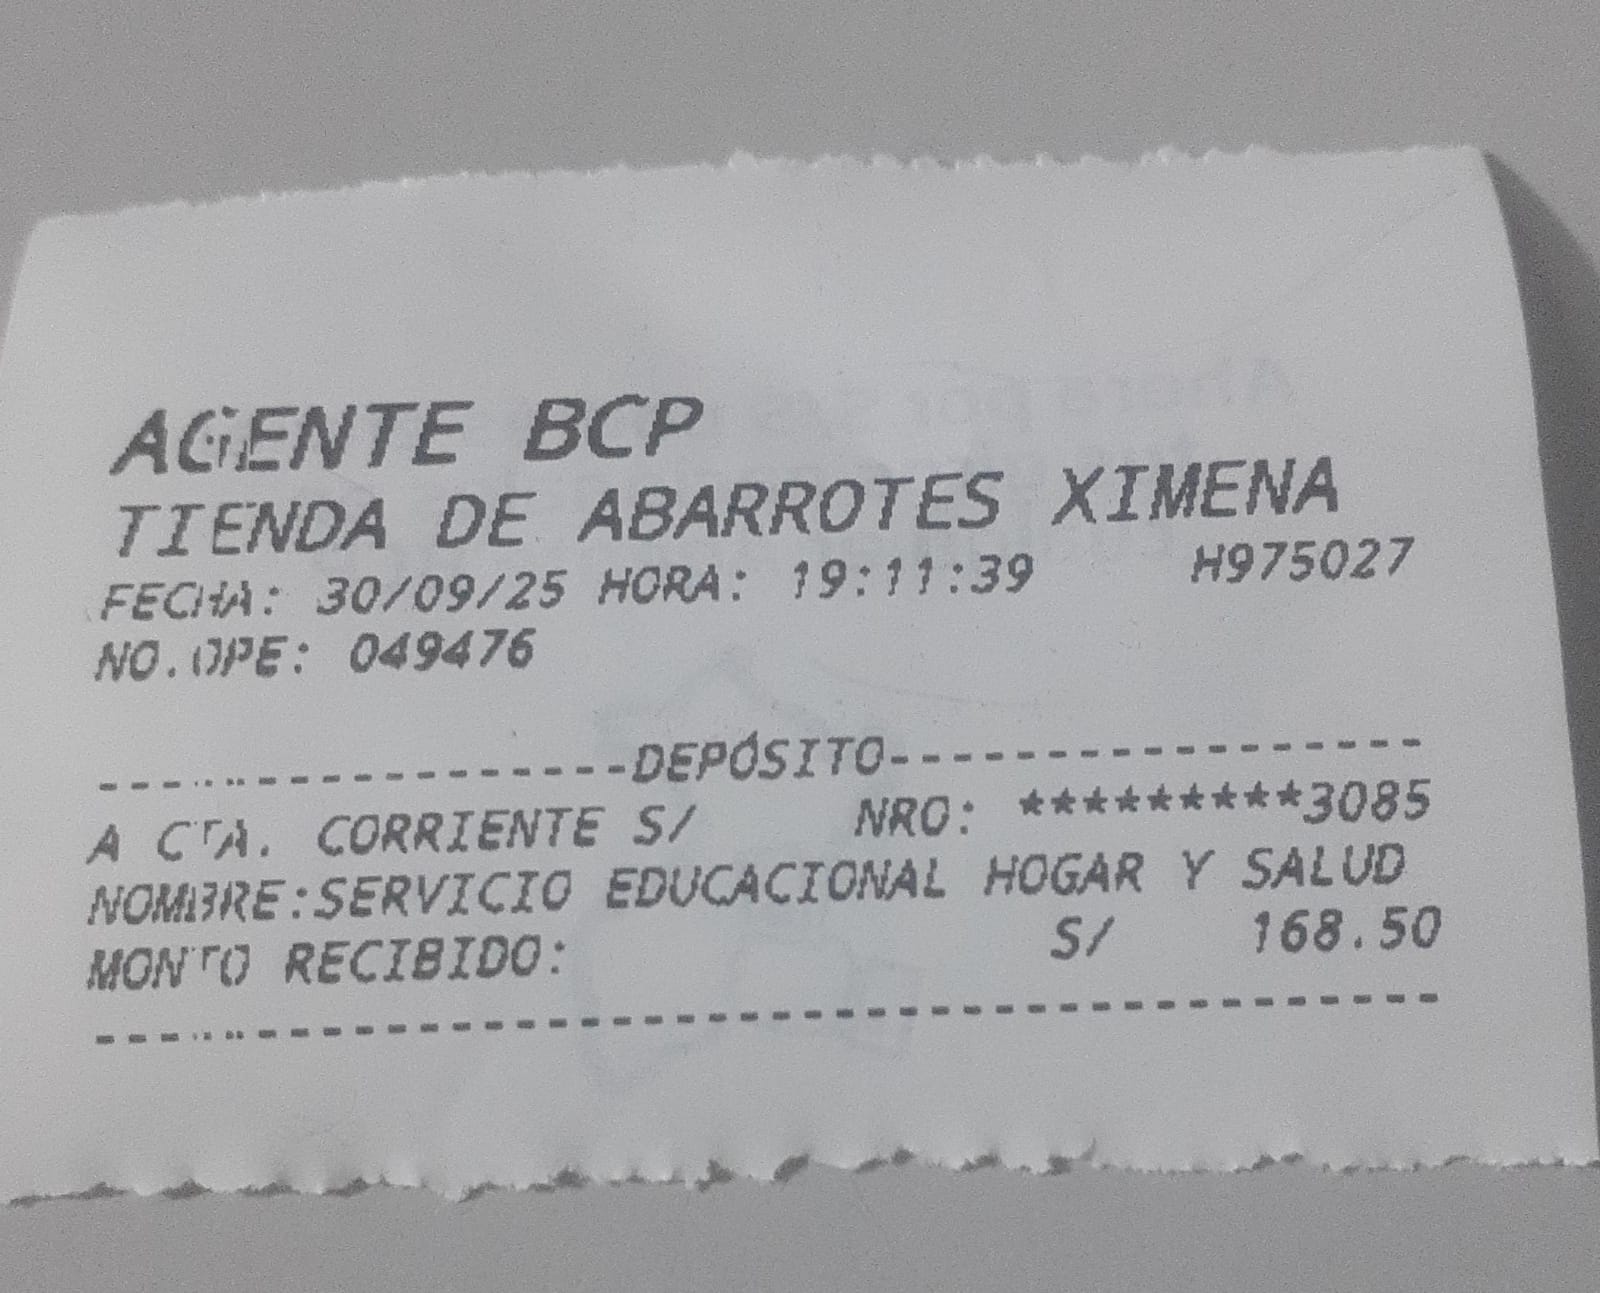 AGENTE BCP
TIENDA DE ABARROTES XIMENA
FECHA: 30/09/25 HORA: 19:11:39 H975027
NO.OPE: 049476
------------------DEPÓSITO------------------
A CTA. CORRIENTE S/ NRO: *********3085
NOMBRE:SERVICIO EDUCACIONAL HOGAR Y SALUD
MONTO RECIBIDO: S/ 168.50
--------------------------------------------